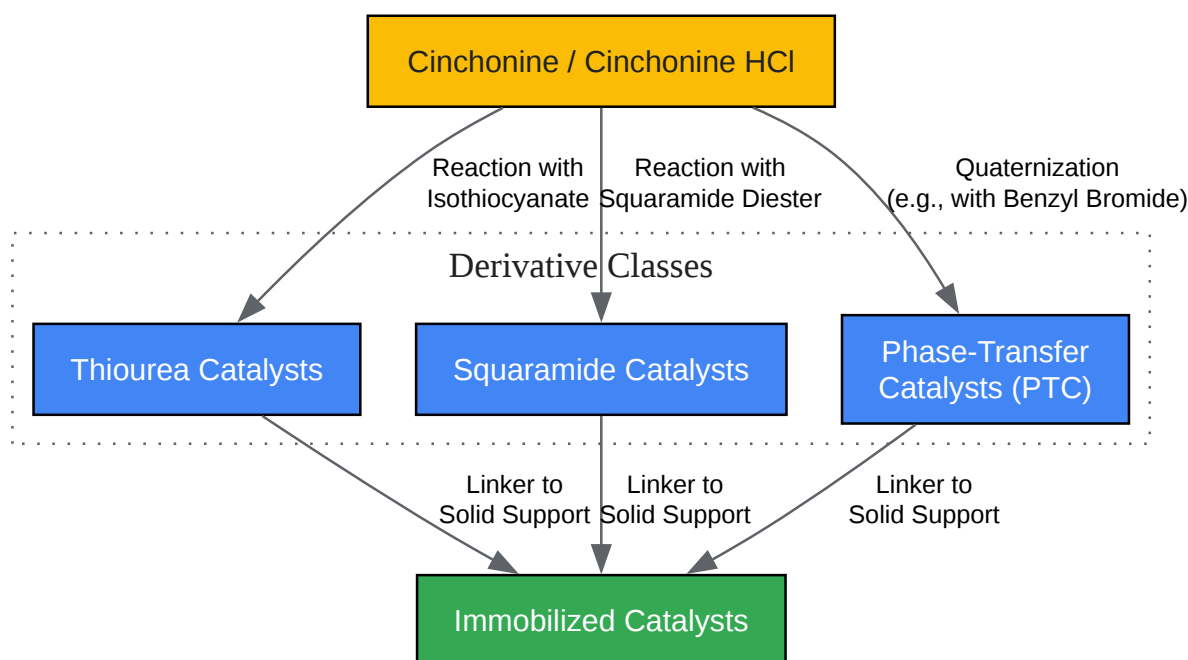 Cinchonine / Cinchonine HCl
Reaction with
Isothiocyanate
Reaction with
Squaramide Diester
Quaternization
(e.g., with Benzyl Bromide)
Derivative Classes
Thiourea Catalysts
Squaramide Catalysts
Phase-Transfer
Catalysts (PTC)
Linker to
Solid Support
Linker to
Solid Support
Linker to
Solid Support
Immobilized Catalysts